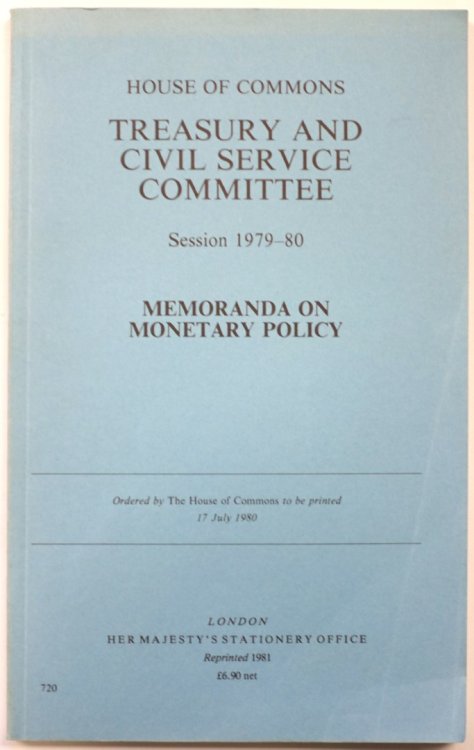 HOUSE OF COMMONS
TREASURY AND
CIVIL SERVICE
COMMITTEE
Session 1979–80
MEMORANDA ON
MONETARY POLICY
Ordered by The House of Commons to be printed
17 July 1980
LONDON
HER MAJESTY'S STATIONERY OFFICE
Reprinted 1981
£6.90 net
720